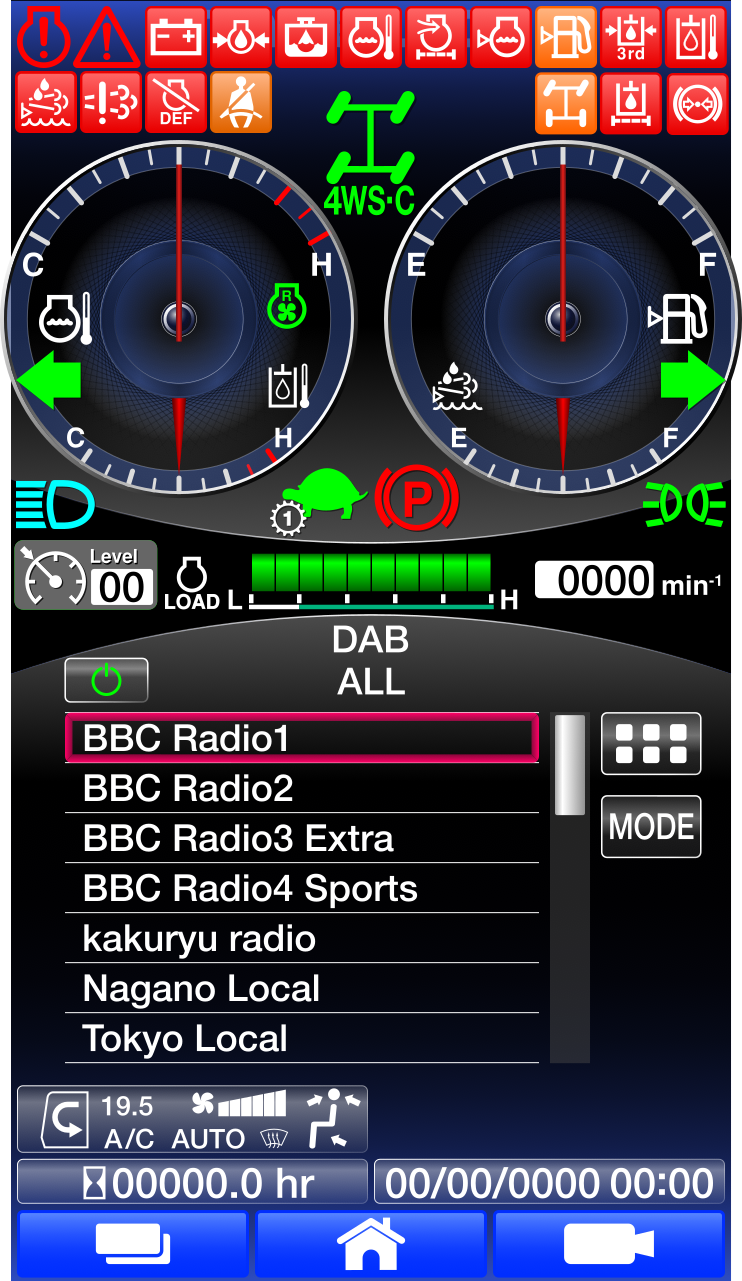 3rd
DEF
4WS·C
C
H
R
C
H
E
F
E
F
1
P
Level
00
LOAD
L
H
0000 min-1
DAB
ALL
BBC Radio1
BBC Radio2
BBC Radio3 Extra
BBC Radio4 Sports
kakuryu radio
Nagano Local
Tokyo Local
MODE
19.5
A/C AUTO
00000.0 hr
00/00/0000 00:00